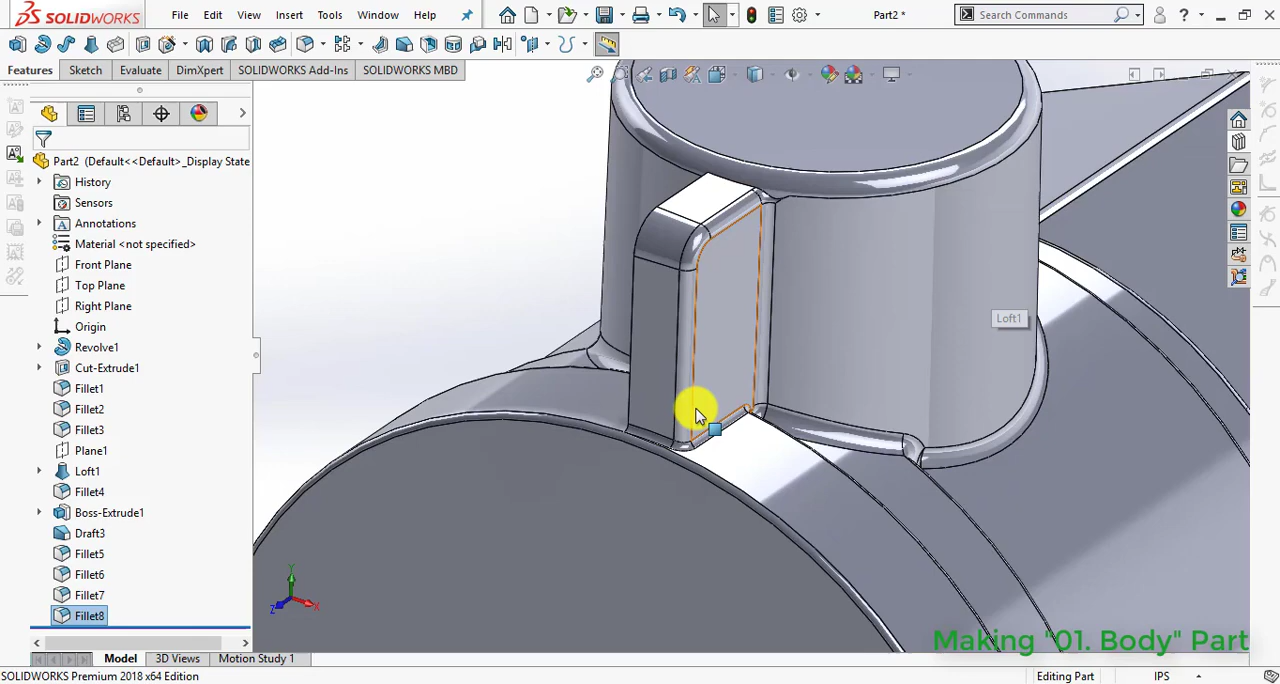 SOLIDWORKS
File
Edit
View
Insert
Tools
Window
Help
Part2 *
Search Commands
?
Features
Sketch
Evaluate
DimXpert
SOLIDWORKS Add-Ins
SOLIDWORKS MBD
Part2 (Default<<Default>_Display State
History
Sensors
Annotations
Material <not specified>
Front Plane
Top Plane
Right Plane
Origin
Revolve1
Cut-Extrude1
Fillet1
Fillet2
Fillet3
Plane1
Loft1
Fillet4
Boss-Extrude1
Draft3
Fillet5
Fillet6
Fillet7
Fillet8
Loft1
Y
X
Z
Making "01. Body" Part
Model
3D Views
Motion Study 1
SOLIDWORKS Premium 2018 x64 Edition
Editing Part
IPS